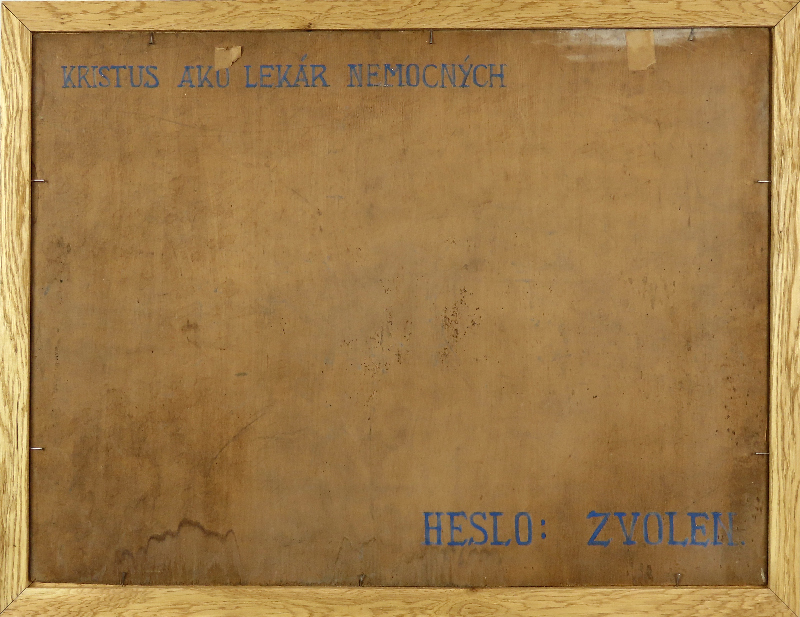 KRISTUS AKO LEKÁR NEMOCNÝCH
HESLO: ZVOLEN.